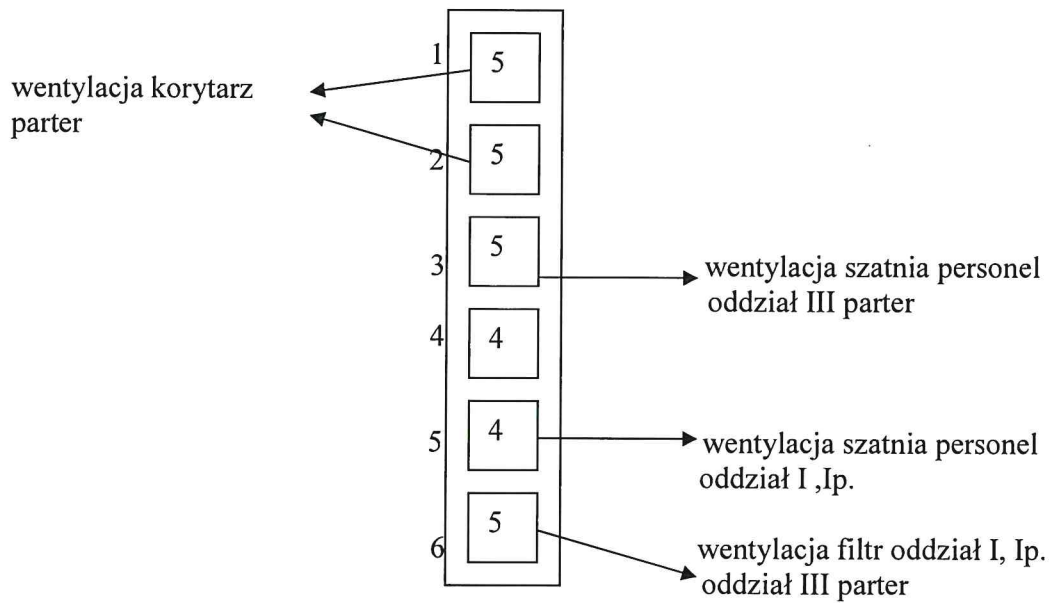 1
5
wentylacja korytarz
parter
2
5
3
5
wentylacja szatnia personel
oddział III parter
4
4
5
4
wentylacja szatnia personel
oddział I ,Ip.
6
5
wentylacja filtr oddział I, Ip.
oddział III parter